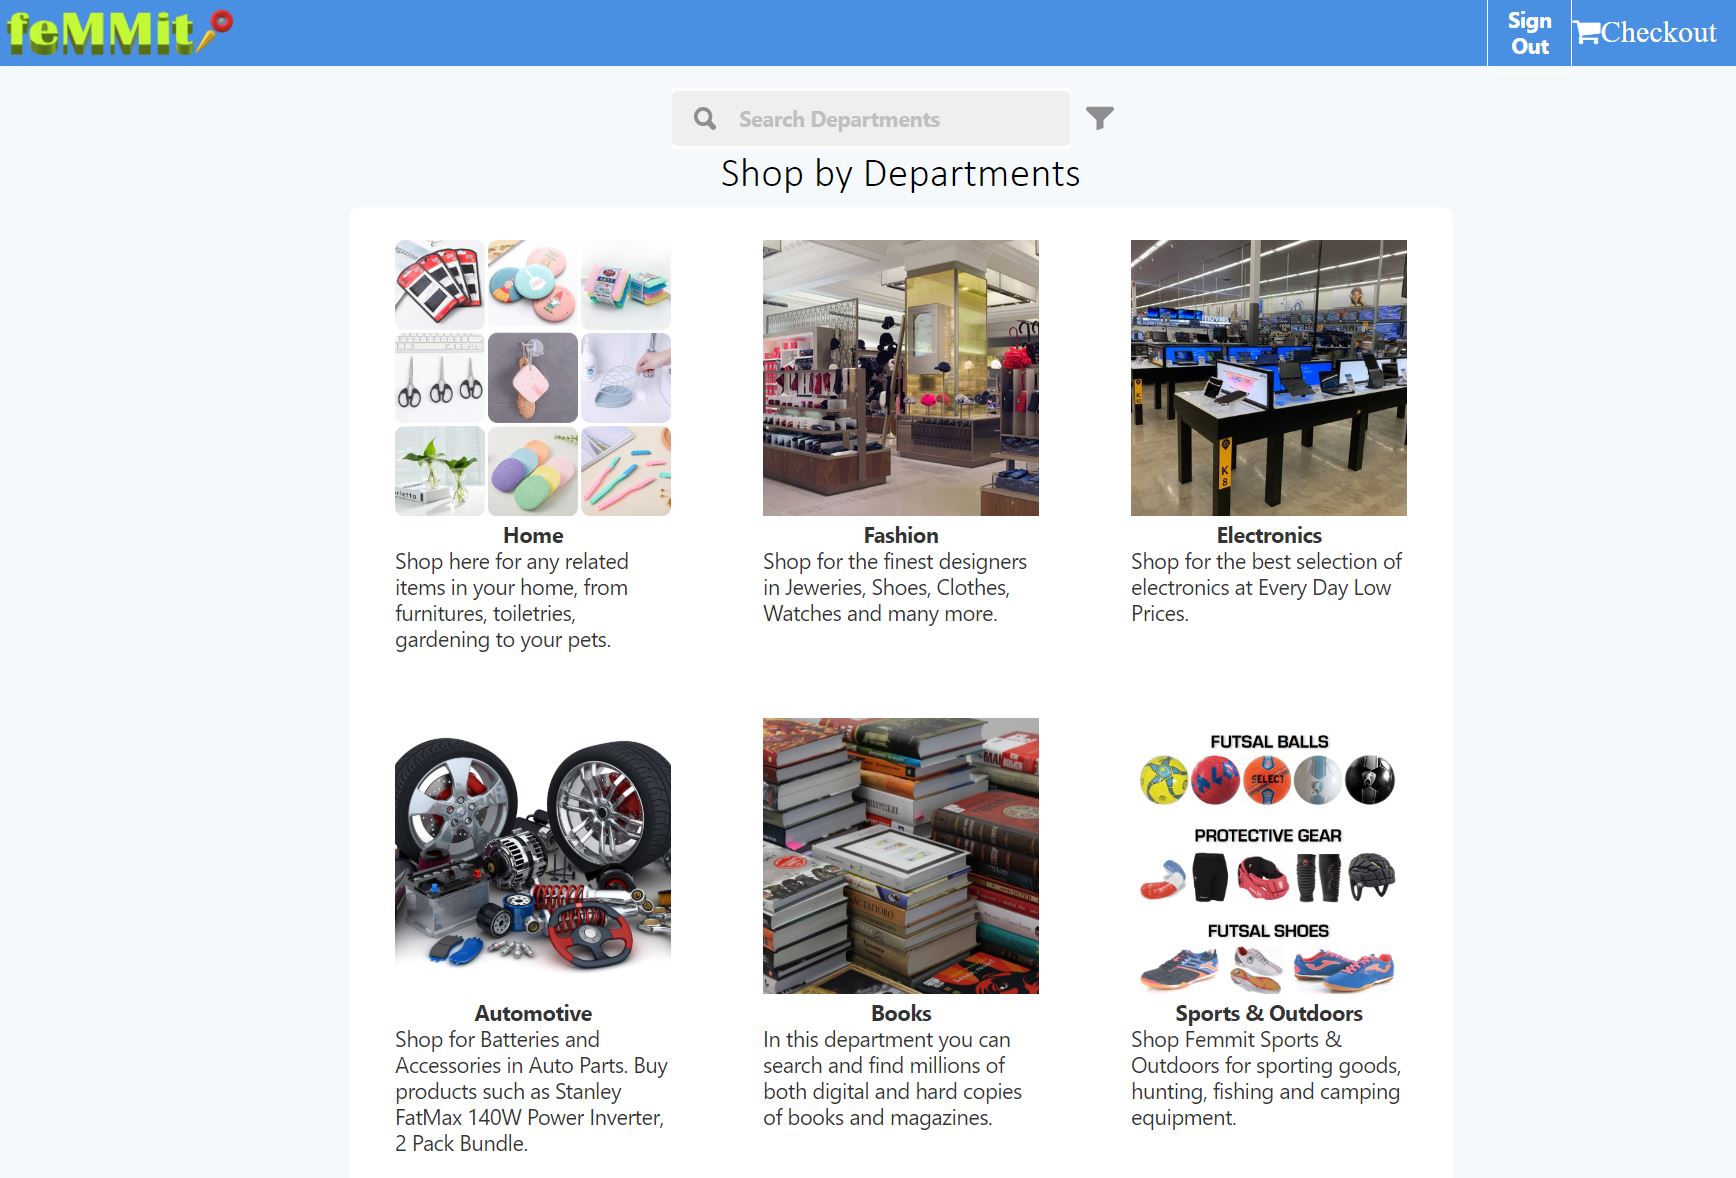 feMMit
Sign
Out
Checkout
Search Departments
Shop by Departments
K
8
Home
Shop here for any related
items in your home, from
furnitures, toiletries,
gardening to your pets.
Fashion
Shop for the finest designers
in Jeweries, Shoes, Clothes,
Watches and many more.
Electronics
Shop for the best selection of
electronics at Every Day Low
Prices.
FUTSAL BALLS
SELECT
PROTECTIVE GEAR
FUTSAL SHOES
Automotive
Shop for Batteries and
Accessories in Auto Parts. Buy
products such as Stanley
FatMax 140W Power Inverter,
2 Pack Bundle.
Books
In this department you can
search and find millions of
both digital and hard copies
of books and magazines.
Sports & Outdoors
Shop Femmit Sports &
Outdoors for sporting goods,
hunting, fishing and camping
equipment.